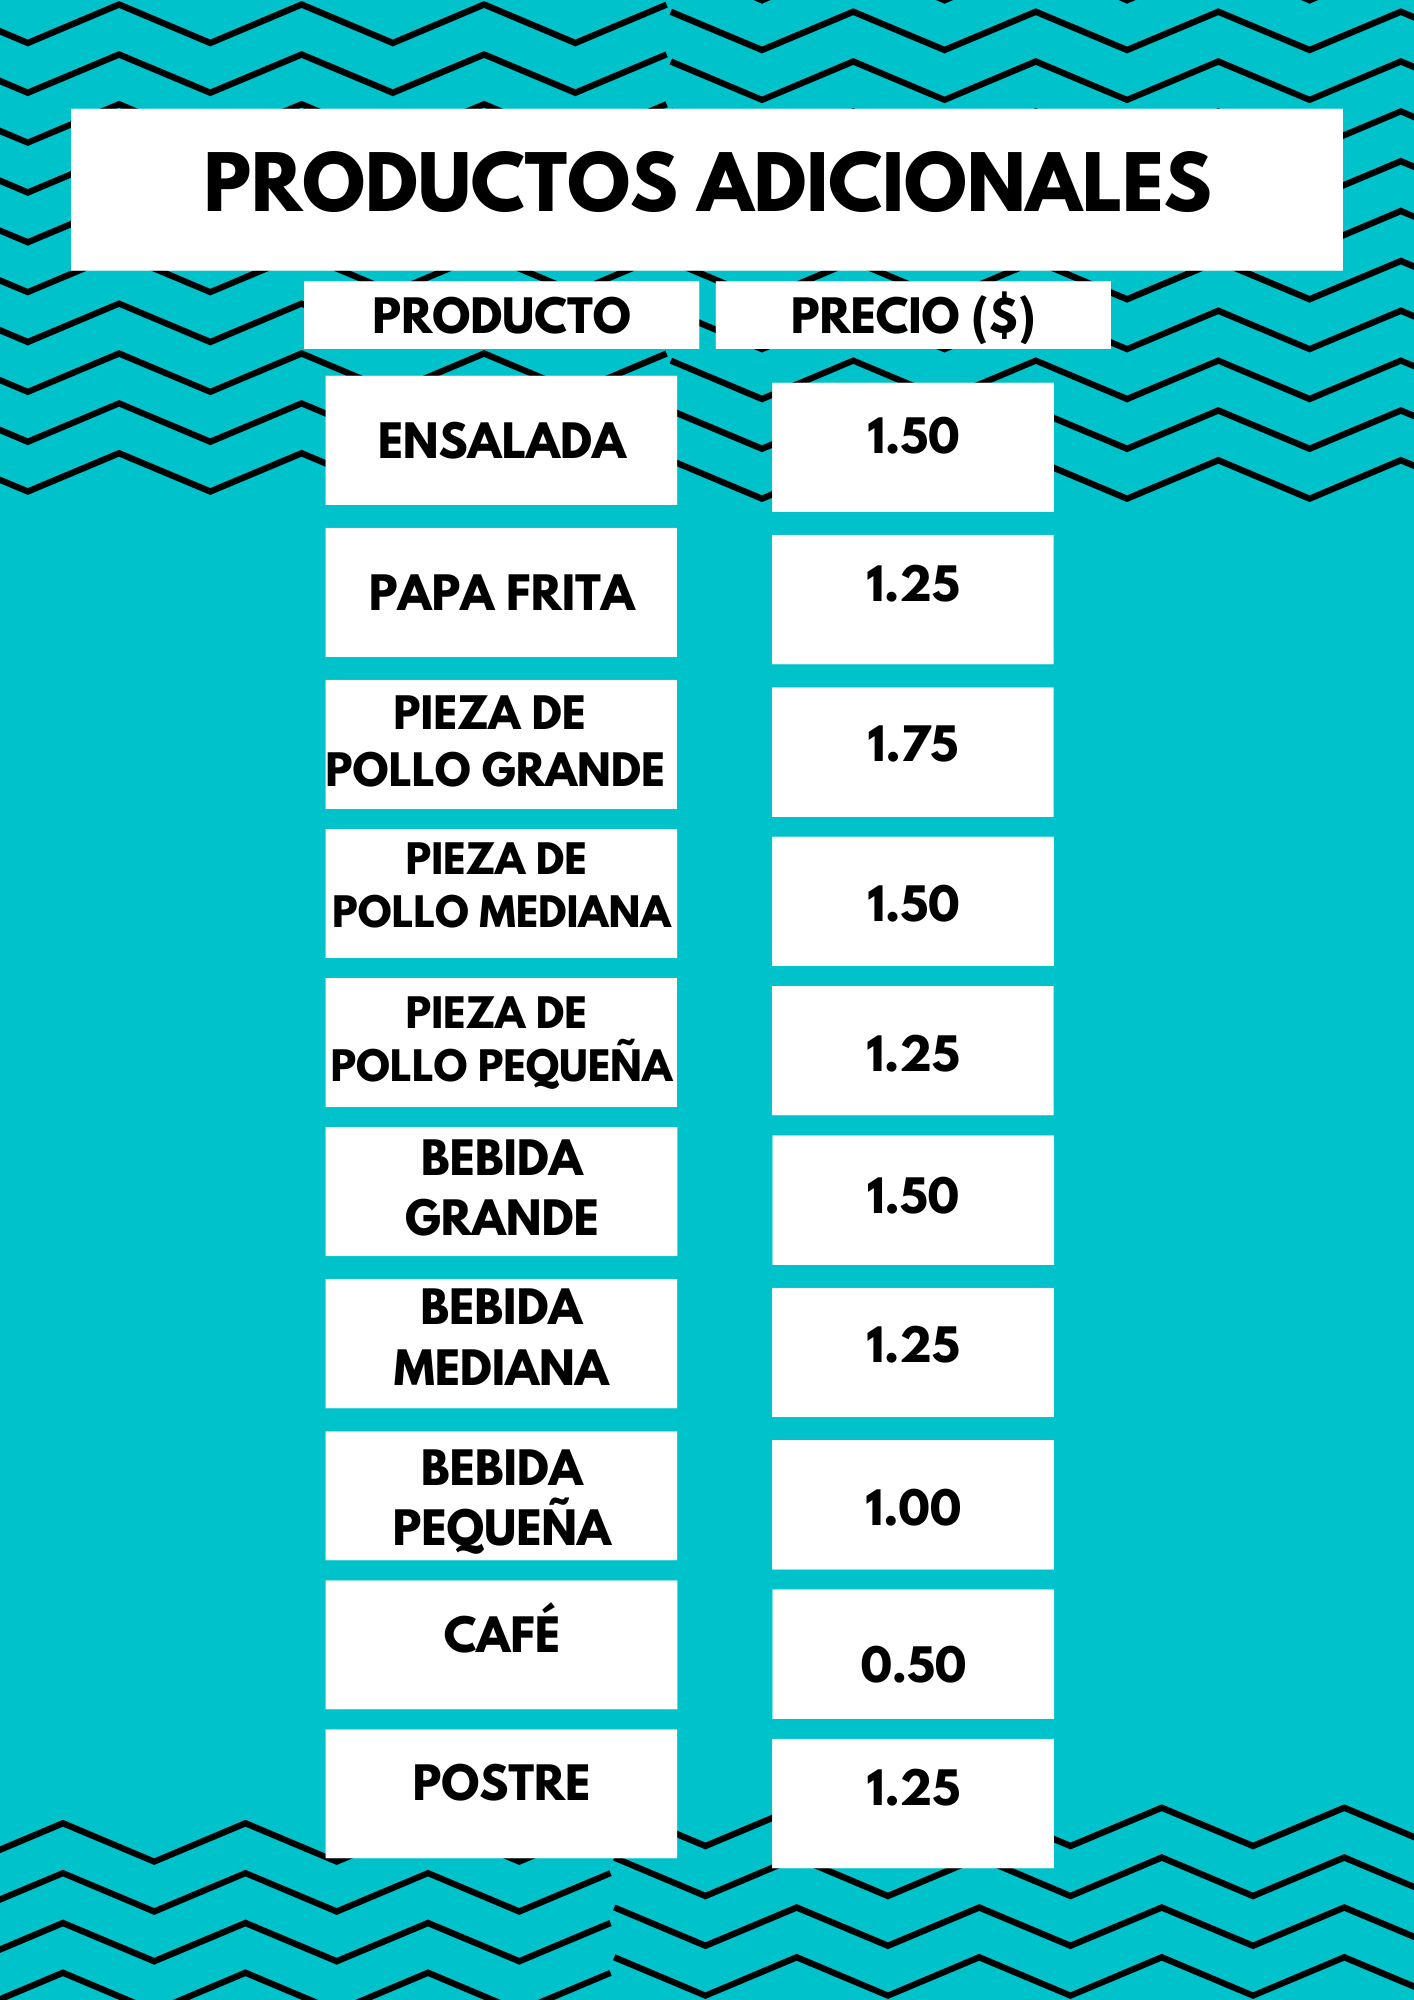 PRODUCTOS ADICIONALES
PRODUCTO PRECIO ($)
ENSALADA 1.50
PAPA FRITA 1.25
PIEZA DE
POLLO GRANDE 1.75
PIEZA DE
POLLO MEDIANA 1.50
PIEZA DE
POLLO PEQUEÑA 1.25
BEBIDA
GRANDE 1.50
BEBIDA
MEDIANA 1.25
BEBIDA
PEQUEÑA 1.00
CAFÉ 0.50
POSTRE 1.25